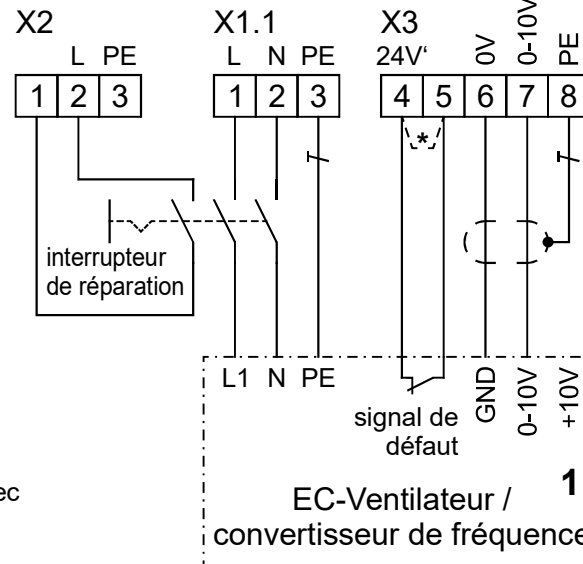 X2 X1.1 X3
L PE L N PE 24V‘ 0V 0-10V PE
1 2 3 1 2 3 4 5 6 7 8
*
interrupteur
de réparation
L1 N PE GND 0-10V +10V
signal de
défaut
ec
1
EC-Ventilateur /
convertisseur de fréquence